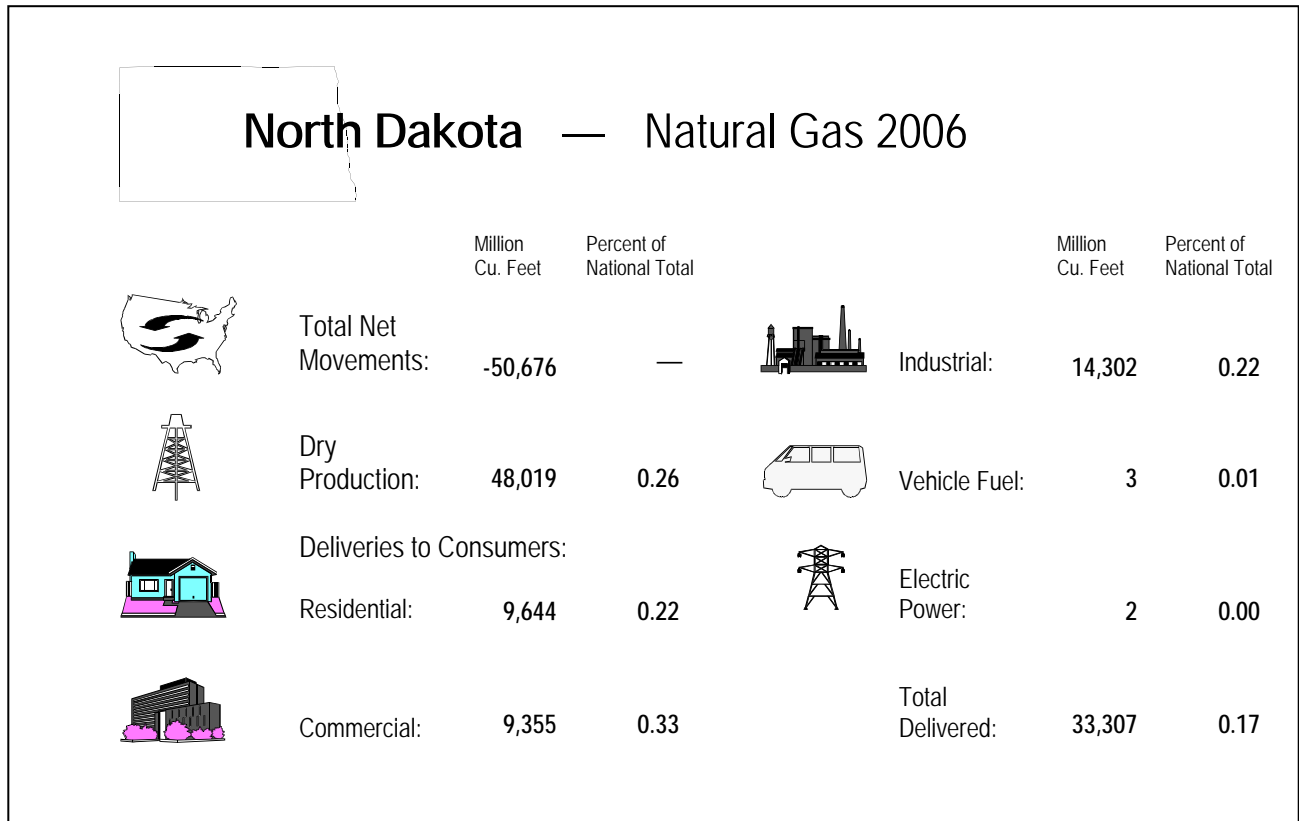 North Dakota — Natural Gas 2006
Million Cu. Feet
Percent of National Total
Total Net Movements: -50,676 —
Dry Production: 48,019 0.26
Deliveries to Consumers:
Residential: 9,644 0.22
Commercial: 9,355 0.33
Million Cu. Feet
Percent of National Total
Industrial: 14,302 0.22
Vehicle Fuel: 3 0.01
Electric Power: 2 0.00
Total Delivered: 33,307 0.17